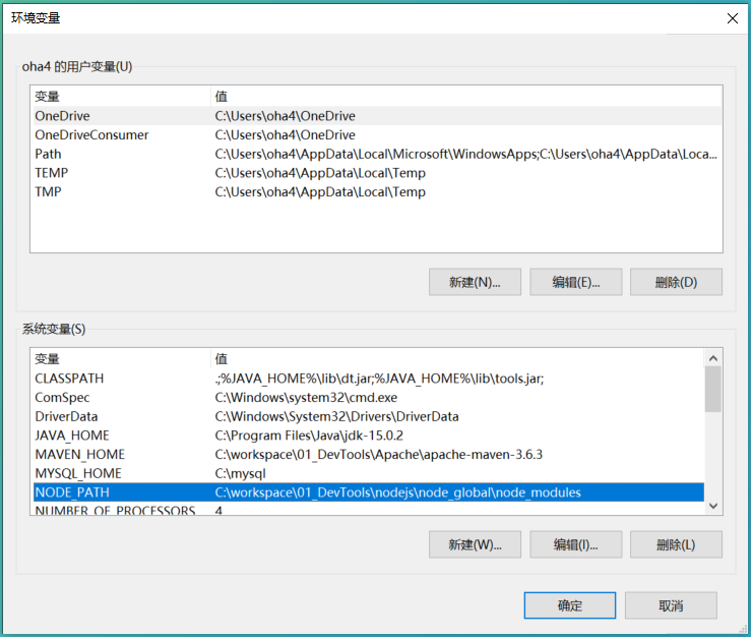 环境变量
oha4 的用户变量(U)
变量 值
OneDrive C:\Users\oha4\OneDrive
OneDriveConsumer C:\Users\oha4\OneDrive
Path C:\Users\oha4\AppData\Local\Microsoft\WindowsApps;C:\Users\oha4\AppData\Loca...
TEMP C:\Users\oha4\AppData\Local\Temp
TMP C:\Users\oha4\AppData\Local\Temp
新建(N)... 编辑(E)... 删除(D)
系统变量(S)
变量 值
CLASSPATH .;%JAVA_HOME%\lib\dt.jar;%JAVA_HOME%\lib\tools.jar;
ComSpec C:\Windows\system32\cmd.exe
DriverData C:\Windows\System32\Drivers\DriverData
JAVA_HOME C:\Program Files\Java\jdk-15.0.2
MAVEN_HOME C:\workspace\01_DevTools\Apache\apache-maven-3.6.3
MYSQL_HOME C:\mysql
NODE_PATH C:\workspace\01_DevTools\nodejs\node_global\node_modules
NUMBER_OF_PROCESSORS 4
新建(W)... 编辑(I)... 删除(L)
确定 取消